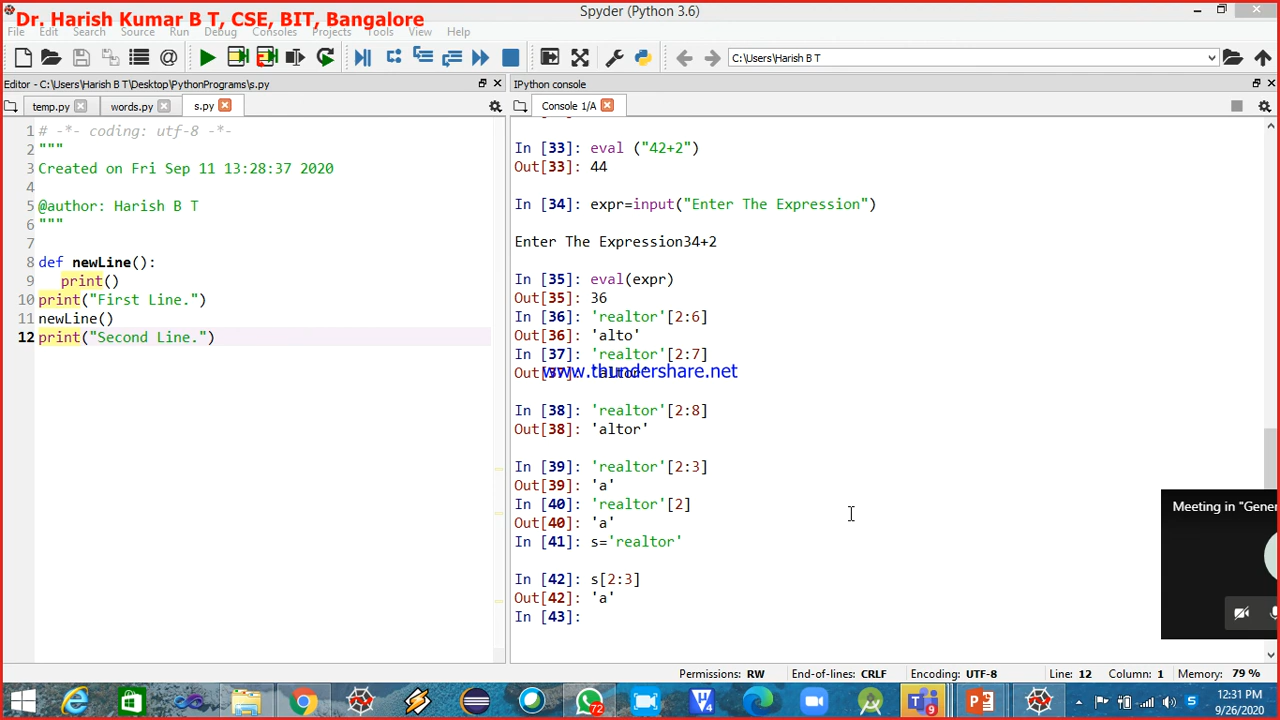 Spyder (Python 3.6)
Dr. Harish Kumar B T, CSE, BIT, Bangalore
File Edit Search Source Run Debug Consoles Projects Tools View Help
C:\Users\Harish B T
Editor - C:\Users\Harish B T\Desktop\PythonPrograms\s.py
temp.py words.py s.py
1 # -*- coding: utf-8 -*-
2 """
3 Created on Fri Sep 11 13:28:37 2020
4
5 @author: Harish B T
6 """
7
8 def newLine():
9 print()
10 print("First Line.")
11 newLine()
12 print("Second Line.")
IPython console
Console 1/A
In [33]: eval ("42+2")
Out[33]: 44
In [34]: expr=input("Enter The Expression")
Enter The Expression34+2
In [35]: eval(expr)
Out[35]: 36
In [36]: 'realtor'[2:6]
Out[36]: 'alto'
In [37]: 'realtor'[2:7]
Out[37]: 'altor'
www.thundershare.net
In [38]: 'realtor'[2:8]
Out[38]: 'altor'
In [39]: 'realtor'[2:3]
Out[39]: 'a'
In [40]: 'realtor'[2]
Out[40]: 'a'
In [41]: s='realtor'
In [42]: s[2:3]
Out[42]: 'a'
In [43]:
Meeting in "Gener
Permissions: RW End-of-lines: CRLF Encoding: UTF-8 Line: 12 Column: 1 Memory: 79 %
72
9
12:31 PM
9/26/2020